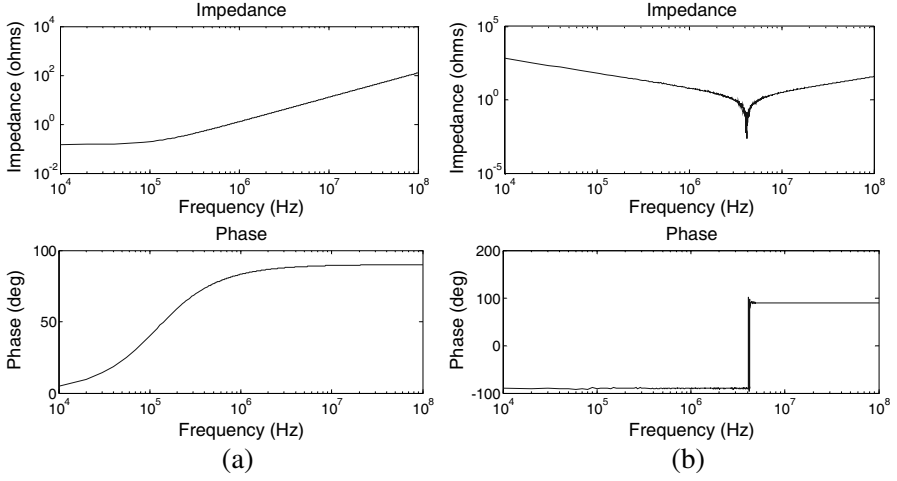 Impedance
Impedance (ohms)
10^4
10^2
10^0
10^-2
10^4 10^5 10^6 10^7 10^8
Frequency (Hz)
Phase
Phase (deg)
100
50
0
10^4 10^5 10^6 10^7 10^8
Frequency (Hz)
(a)
Impedance
Impedance (ohms)
10^5
10^0
10^-5
10^4 10^5 10^6 10^7 10^8
Frequency (Hz)
Phase
Phase (deg)
200
100
0
-100
10^4 10^5 10^6 10^7 10^8
Frequency (Hz)
(b)